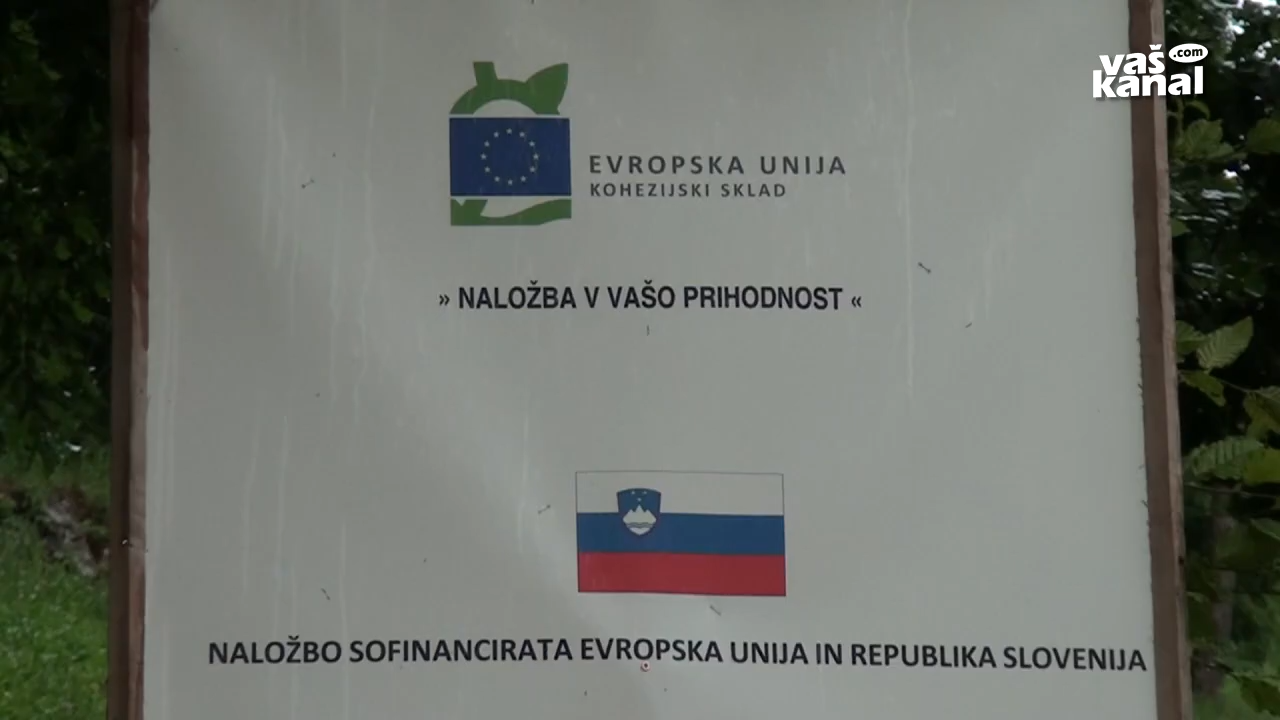 vaš
.com
kanal
EVROPSKA UNIJA
KOHEZIJSKI SKLAD
» NALOŽBA V VAŠO PRIHODNOST «
NALOŽBO SOFINANCIRATA EVROPSKA UNIJA IN REPUBLIKA SLOVENIJA